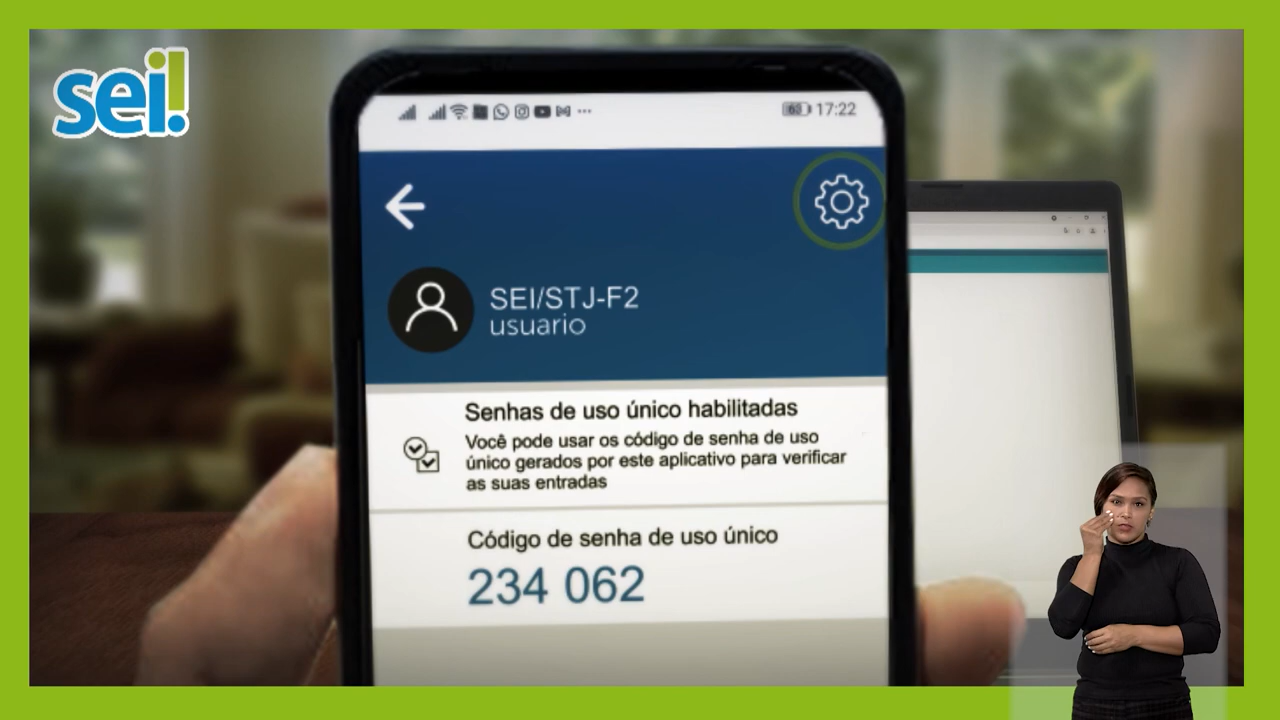 sei!
17:22
SEI/STJ-F2
usuario
Senhas de uso único habilitadas
Você pode usar os código de senha de uso
único gerados por este aplicativo para verificar
as suas entradas
Código de senha de uso único
234 062